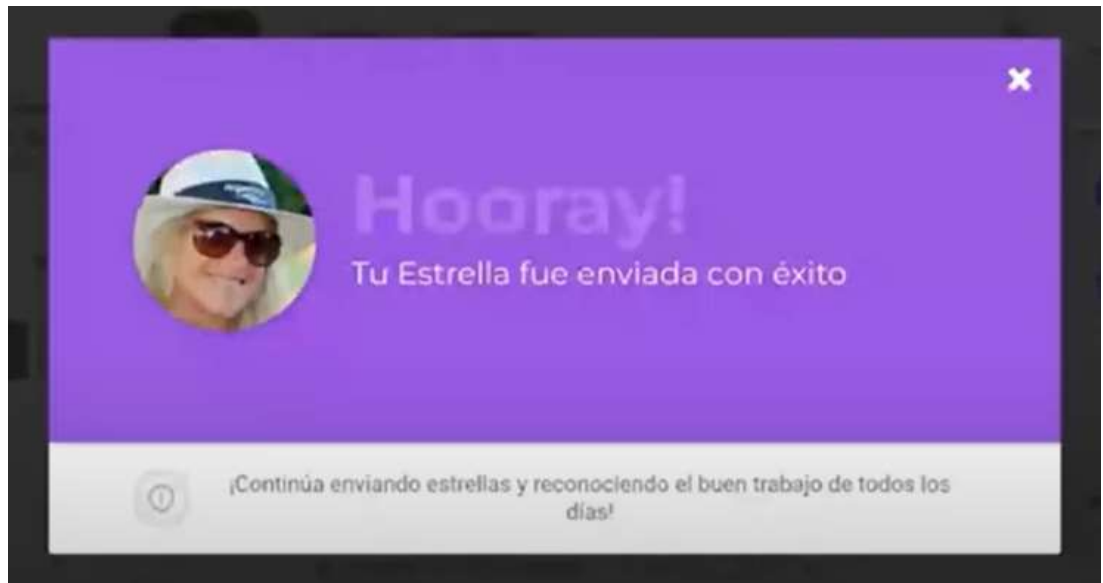 Hooray!
Tu Estrella fue enviada con éxito
¡Continúa enviando estrellas y reconociendo el buen trabajo de todos los
días!